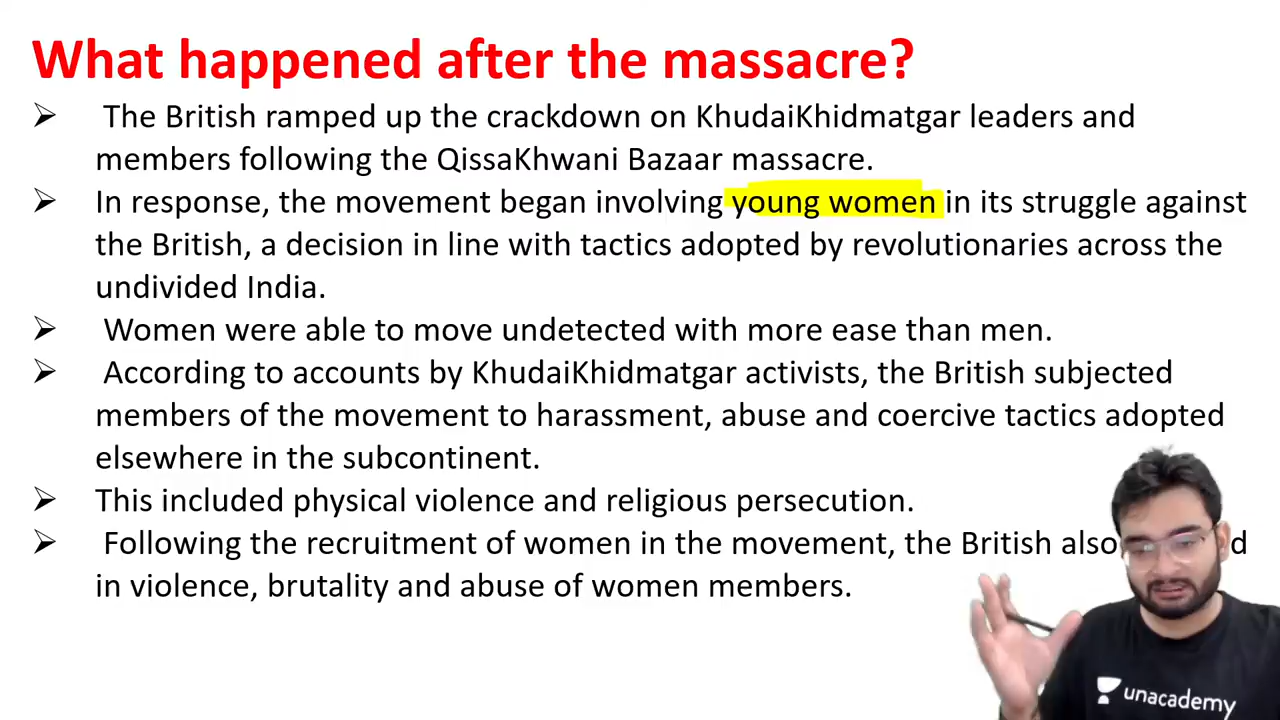 What happened after the massacre?
➢ The British ramped up the crackdown on KhudaiKhidmatgar leaders and
members following the QissaKhwani Bazaar massacre.
➢ In response, the movement began involving young women in its struggle against
the British, a decision in line with tactics adopted by revolutionaries across the
undivided India.
➢ Women were able to move undetected with more ease than men.
➢ According to accounts by KhudaiKhidmatgar activists, the British subjected
members of the movement to harassment, abuse and coercive tactics adopted
elsewhere in the subcontinent.
➢ This included physical violence and religious persecution.
➢ Following the recruitment of women in the movement, the British also
in violence, brutality and abuse of women members.
unacademy